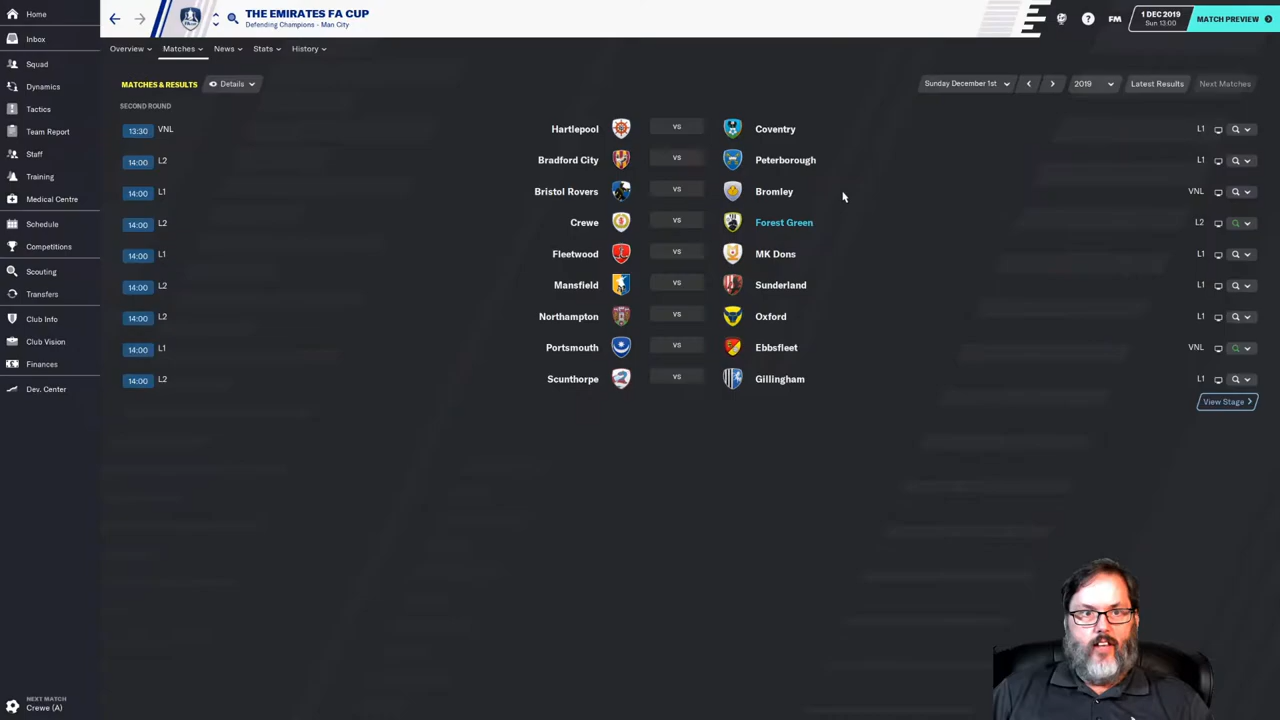 Home
Inbox
Squad
Dynamics
Tactics
Team Report
Staff
Training
Medical Centre
Schedule
Competitions
Scouting
Transfers
Club Info
Club Vision
Finances
Dev. Center
NEXT MATCH
Crewe (A)
THE EMIRATES FA CUP
Defending Champions - Man City
FM
1 DEC 2019
Sun 13:00
MATCH PREVIEW
Overview Matches News Stats History
MATCHES & RESULTS Details Sunday December 1st 2019 Latest Results Next Matches
SECOND ROUND
13:30 VNL Hartlepool vs Coventry L1
14:00 L2 Bradford City vs Peterborough L1
14:00 L1 Bristol Rovers vs Bromley VNL
14:00 L2 Crewe vs Forest Green L2
14:00 L1 Fleetwood vs MK Dons L1
14:00 L2 Mansfield vs Sunderland L1
14:00 L2 Northampton vs Oxford L1
14:00 L1 Portsmouth vs Ebbsfleet VNL
14:00 L2 Scunthorpe vs Gillingham L1
View Stage